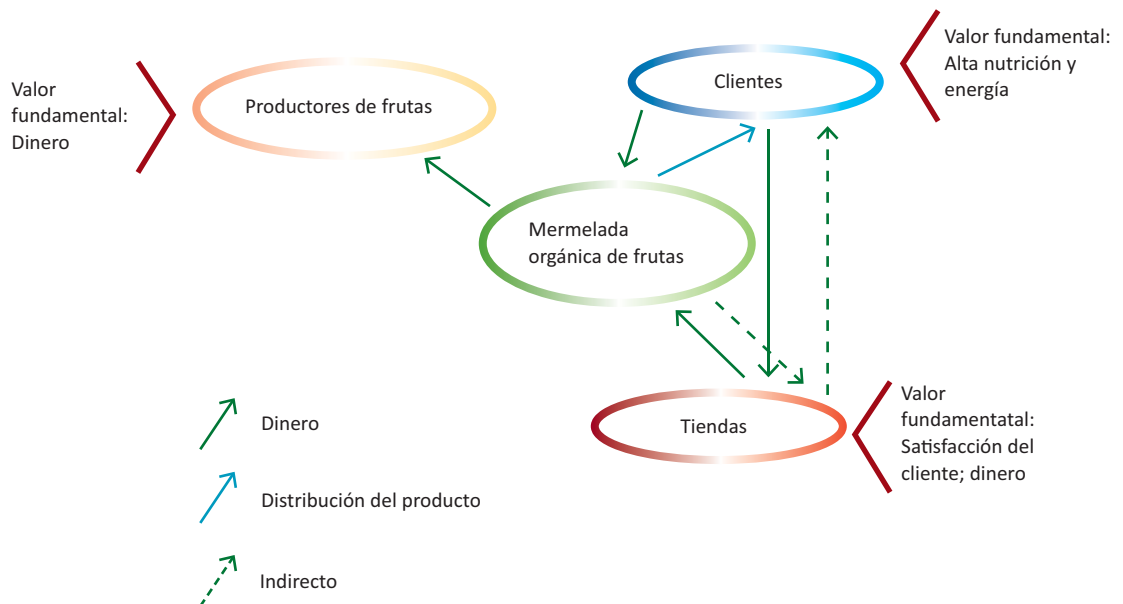 Valor fundamental:
Alta nutrición y
energía
Clientes
Valor
fundamental:
Dinero
Productores de frutas
Mermelada
orgánica de frutas
Valor
fundamentatal:
Satisfacción del
cliente; dinero
Tiendas
Dinero
Distribución del producto
Indirecto